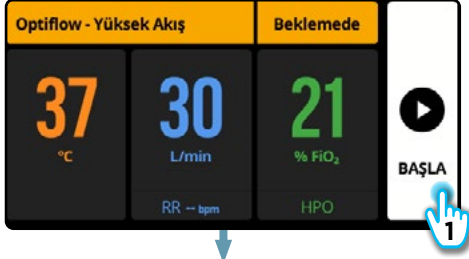 Optiflow - Yüksek Akış
Beklemede
37
°C
30
L/min
RR -- bpm
21
% FiO₂
HPO
BAŞLA
1